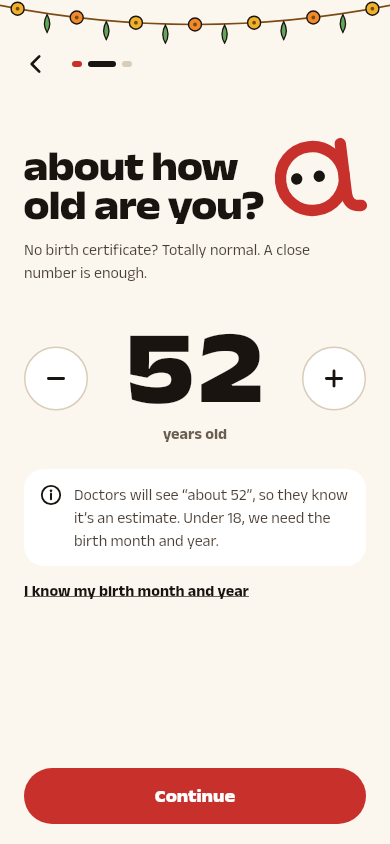 about how
old are you?
No birth certificate? Totally normal. A close
number is enough.
52
years old
Doctors will see “about 52”, so they know
it’s an estimate. Under 18, we need the
birth month and year.
I know my birth month and year
Continue